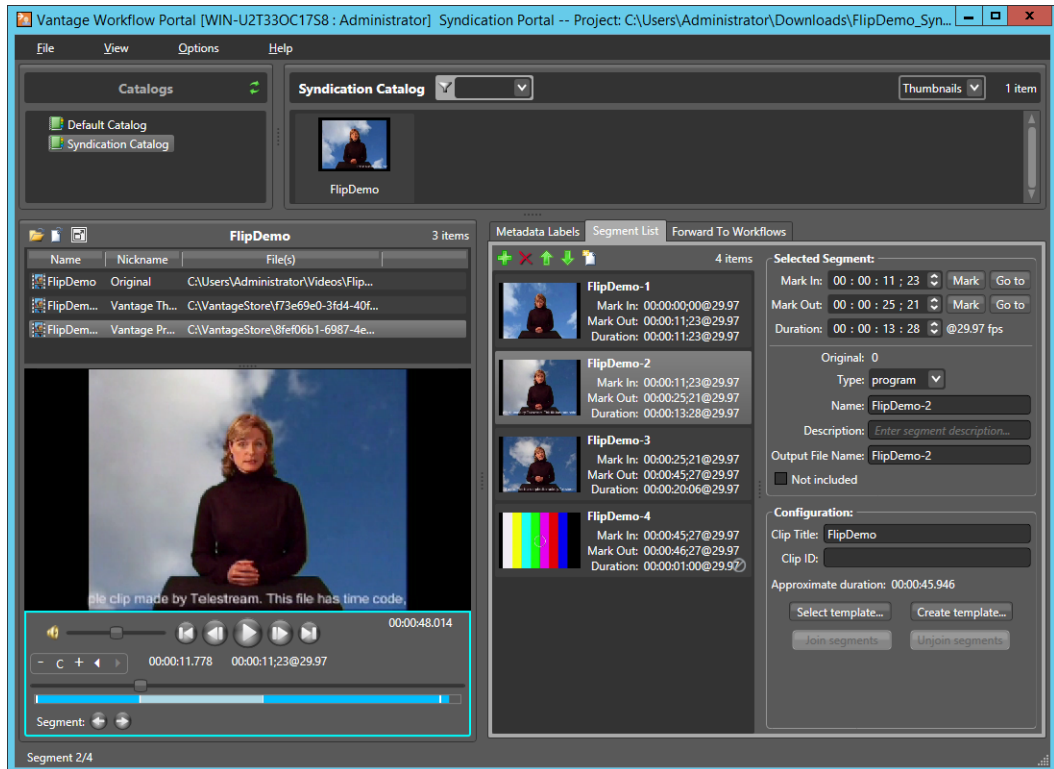 Vantage Workflow Portal [WIN-U2T33OC17S8 : Administrator] Syndication Portal -- Project: C:\Users\Administrator\Downloads\FlipDemo_Syn...
File View Options Help
Catalogs
Default Catalog
Syndication Catalog
Syndication Catalog
Thumbnails
1 item
FlipDemo
FlipDemo
3 items
Name Nickname File(s)
FlipDemo Original C:\Users\Administrator\Videos\Flip...
FlipDem... Vantage Th... C:\VantageStore\f73e69e0-3fd4-40f...
FlipDem... Vantage Pr... C:\VantageStore\8fef06b1-6987-4e...
ple clip made by Telestream. This file has time code,
00:00:48.014
- C +
00:00:11.778 00:00:11;23@29.97
Segment:
Segment 2/4
Metadata Labels Segment List Forward To Workflows
4 items
FlipDemo-1
Mark In: 00:00:00;00@29.97
Mark Out: 00:00:11;23@29.97
Duration: 00:00:11:23@29.97
FlipDemo-2
Mark In: 00:00:11;23@29.97
Mark Out: 00:00:25;21@29.97
Duration: 00:00:13:28@29.97
FlipDemo-3
Mark In: 00:00:25;21@29.97
Mark Out: 00:00:45;27@29.97
Duration: 00:00:20:06@29.97
FlipDemo-4
Mark In: 00:00:45;27@29.97
Mark Out: 00:00:46;27@29.97
Duration: 00:00:01:00@29.97
Selected Segment:
Mark In: 00 : 00 : 11 ; 23 Mark Go to
Mark Out: 00 : 00 : 25 ; 21 Mark Go to
Duration: 00 : 00 : 13 : 28 @29.97 fps
Original: 0
Type: program
Name: FlipDemo-2
Description: Enter segment description...
Output File Name: FlipDemo-2
Not included
Configuration:
Clip Title: FlipDemo
Clip ID:
Approximate duration: 00:00:45.946
Select template... Create template...
Join segments Unjoin segments